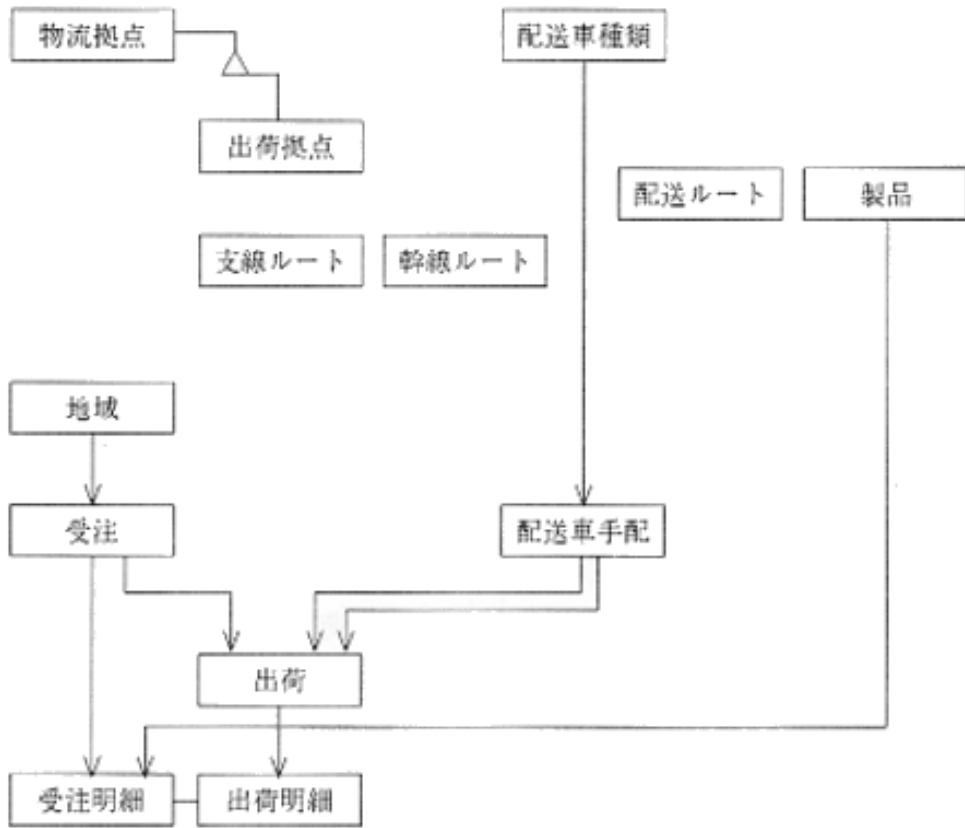 物流拠点
配送車種類
出荷拠点
配送ルート
製品
支線ルート
幹線ルート
地域
受注
配送車手配
出荷
受注明細
出荷明細